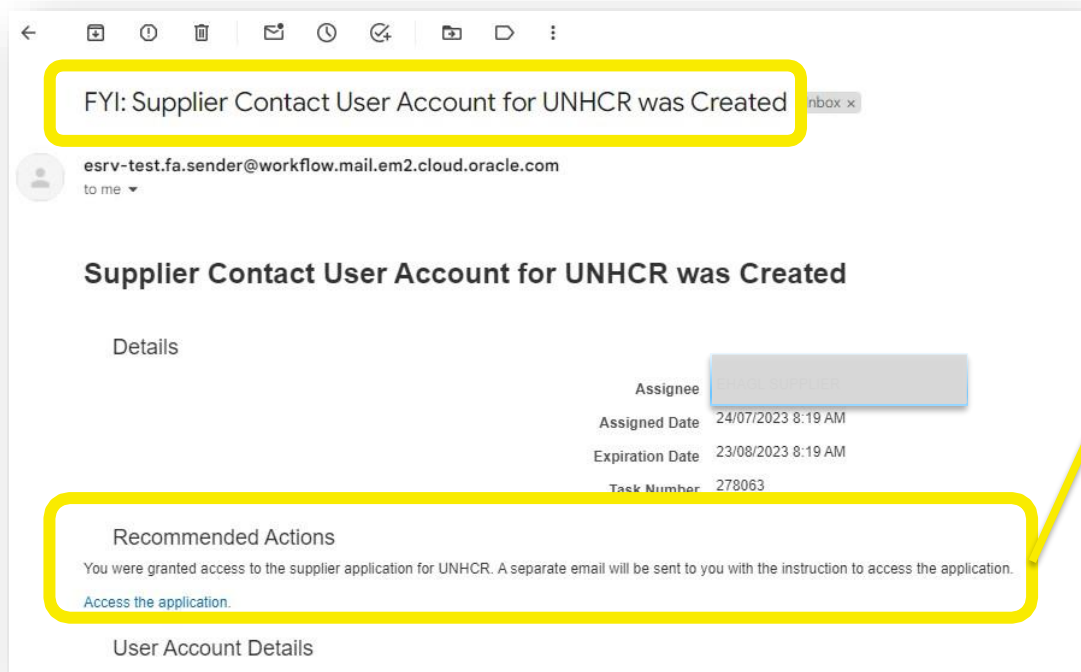 FYI: Supplier Contact User Account for UNHCR was Created nbox ×
esrv-test.fa.sender@workflow.mail.em2.cloud.oracle.com
to me
Supplier Contact User Account for UNHCR was Created
Details
Assignee
Assigned Date 24/07/2023 8:19 AM
Expiration Date 23/08/2023 8:19 AM
Task Number 278063
Recommended Actions
You were granted access to the supplier application for UNHCR. A separate email will be sent to you with the instruction to access the application.
Access the application.
User Account Details